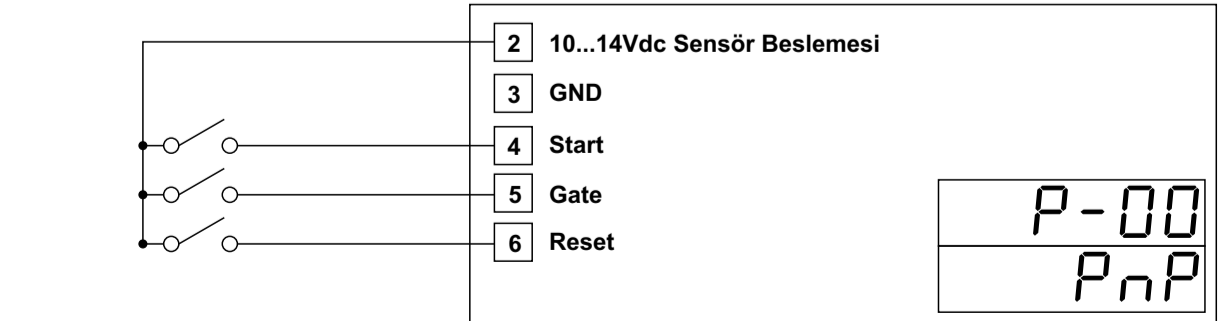 2 10...14Vdc Sensör Beslemesi
3 GND
4 Start
5 Gate
6 Reset
P-00
PnP